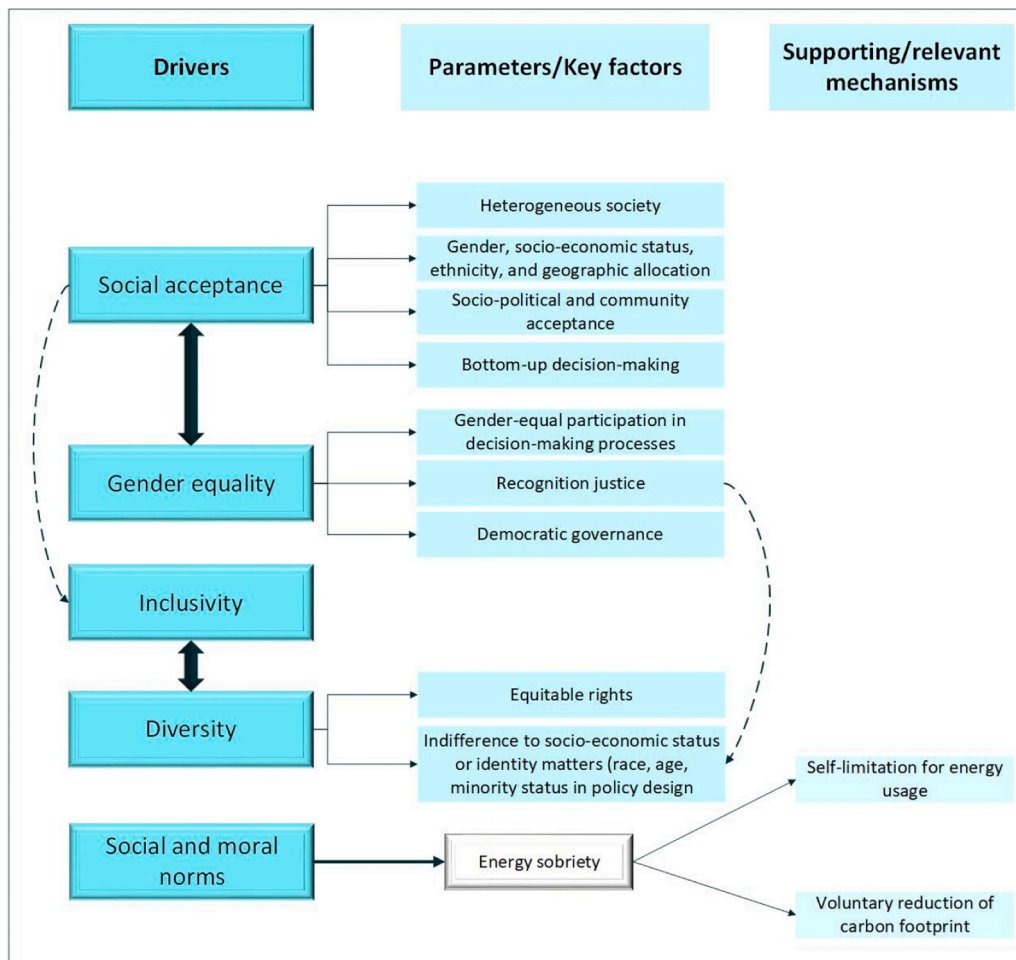 Drivers
Parameters/Key factors
Supporting/relevant
mechanisms
Social acceptance
Heterogeneous society
Gender, socio-economic status,
ethnicity, and geographic allocation
Socio-political and community
acceptance
Bottom-up decision-making
Gender equality
Gender-equal participation in
decision-making processes
Recognition justice
Democratic governance
Inclusivity
Diversity
Equitable rights
Indifference to socio-economic status
or identity matters (race, age,
minority status in policy design
Social and moral
norms
Energy sobriety
Self-limitation for energy
usage
Voluntary reduction of
carbon footprint